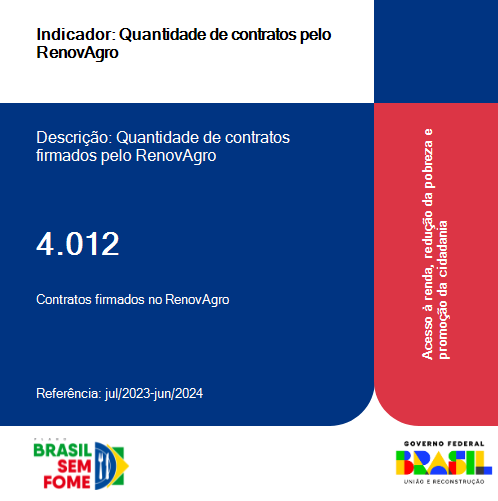 Indicador: Quantidade de contratos pelo
RenovAgro
Descrição: Quantidade de contratos
firmados pelo RenovAgro
4.012
Contratos firmados no RenovAgro
Referência: jul/2023-jun/2024
Acesso à renda, redução da pobreza e
promoção da cidadania
PLANO
BRASIL
SEM
FOME
GOVERNO FEDERAL
BRASIL
UNIÃO E RECONSTRUÇÃO